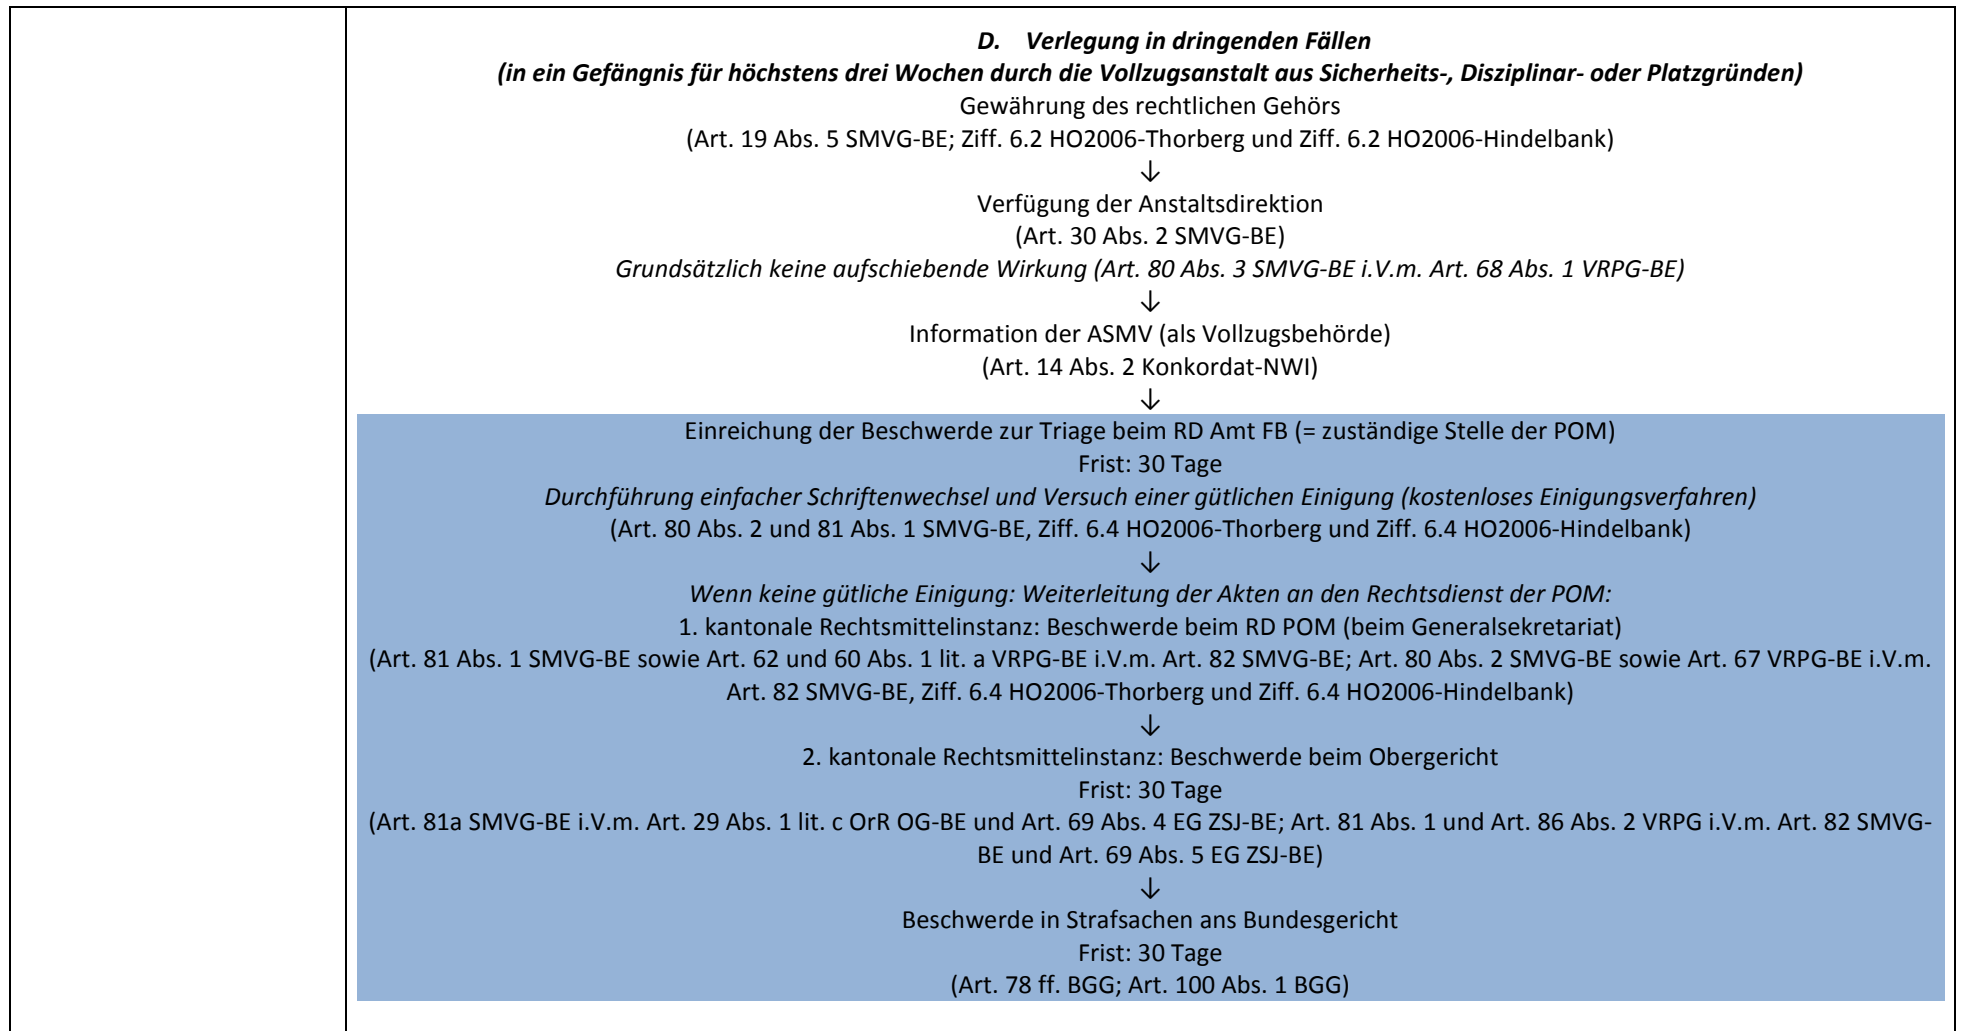 D. Verlegung in dringenden Fällen
(in ein Gefängnis für höchstens drei Wochen durch die Vollzugsanstalt aus Sicherheits-, Disziplinar- oder Platzgründen)
Gewährung des rechtlichen Gehörs
(Art. 19 Abs. 5 SMVG-BE; Ziff. 6.2 HO2006-Thorberg und Ziff. 6.2 HO2006-Hindelbank)
↓
Verfügung der Anstaltsdirektion
(Art. 30 Abs. 2 SMVG-BE)
Grundsätzlich keine aufschiebende Wirkung (Art. 80 Abs. 3 SMVG-BE i.V.m. Art. 68 Abs. 1 VRPG-BE)
↓
Information der ASMV (als Vollzugsbehörde)
(Art. 14 Abs. 2 Konkordat-NWI)
↓
Einreichung der Beschwerde zur Triage beim RD Amt FB (= zuständige Stelle der POM)
Frist: 30 Tage
Durchführung einfacher Schriftenwechsel und Versuch einer gütlichen Einigung (kostenloses Einigungsverfahren)
(Art. 80 Abs. 2 und 81 Abs. 1 SMVG-BE, Ziff. 6.4 HO2006-Thorberg und Ziff. 6.4 HO2006-Hindelbank)
↓
Wenn keine gütliche Einigung: Weiterleitung der Akten an den Rechtsdienst der POM:
1. kantonale Rechtsmittelinstanz: Beschwerde beim RD POM (beim Generalsekretariat)
(Art. 81 Abs. 1 SMVG-BE sowie Art. 62 und 60 Abs. 1 lit. a VRPG-BE i.V.m. Art. 82 SMVG-BE; Art. 80 Abs. 2 SMVG-BE sowie Art. 67 VRPG-BE i.V.m.
Art. 82 SMVG-BE, Ziff. 6.4 HO2006-Thorberg und Ziff. 6.4 HO2006-Hindelbank)
↓
2. kantonale Rechtsmittelinstanz: Beschwerde beim Obergericht
Frist: 30 Tage
(Art. 81a SMVG-BE i.V.m. Art. 29 Abs. 1 lit. c OrR OG-BE und Art. 69 Abs. 4 EG ZSJ-BE; Art. 81 Abs. 1 und Art. 86 Abs. 2 VRPG i.V.m. Art. 82 SMVG-
BE und Art. 69 Abs. 5 EG ZSJ-BE)
↓
Beschwerde in Strafsachen ans Bundesgericht
Frist: 30 Tage
(Art. 78 ff. BGG; Art. 100 Abs. 1 BGG)